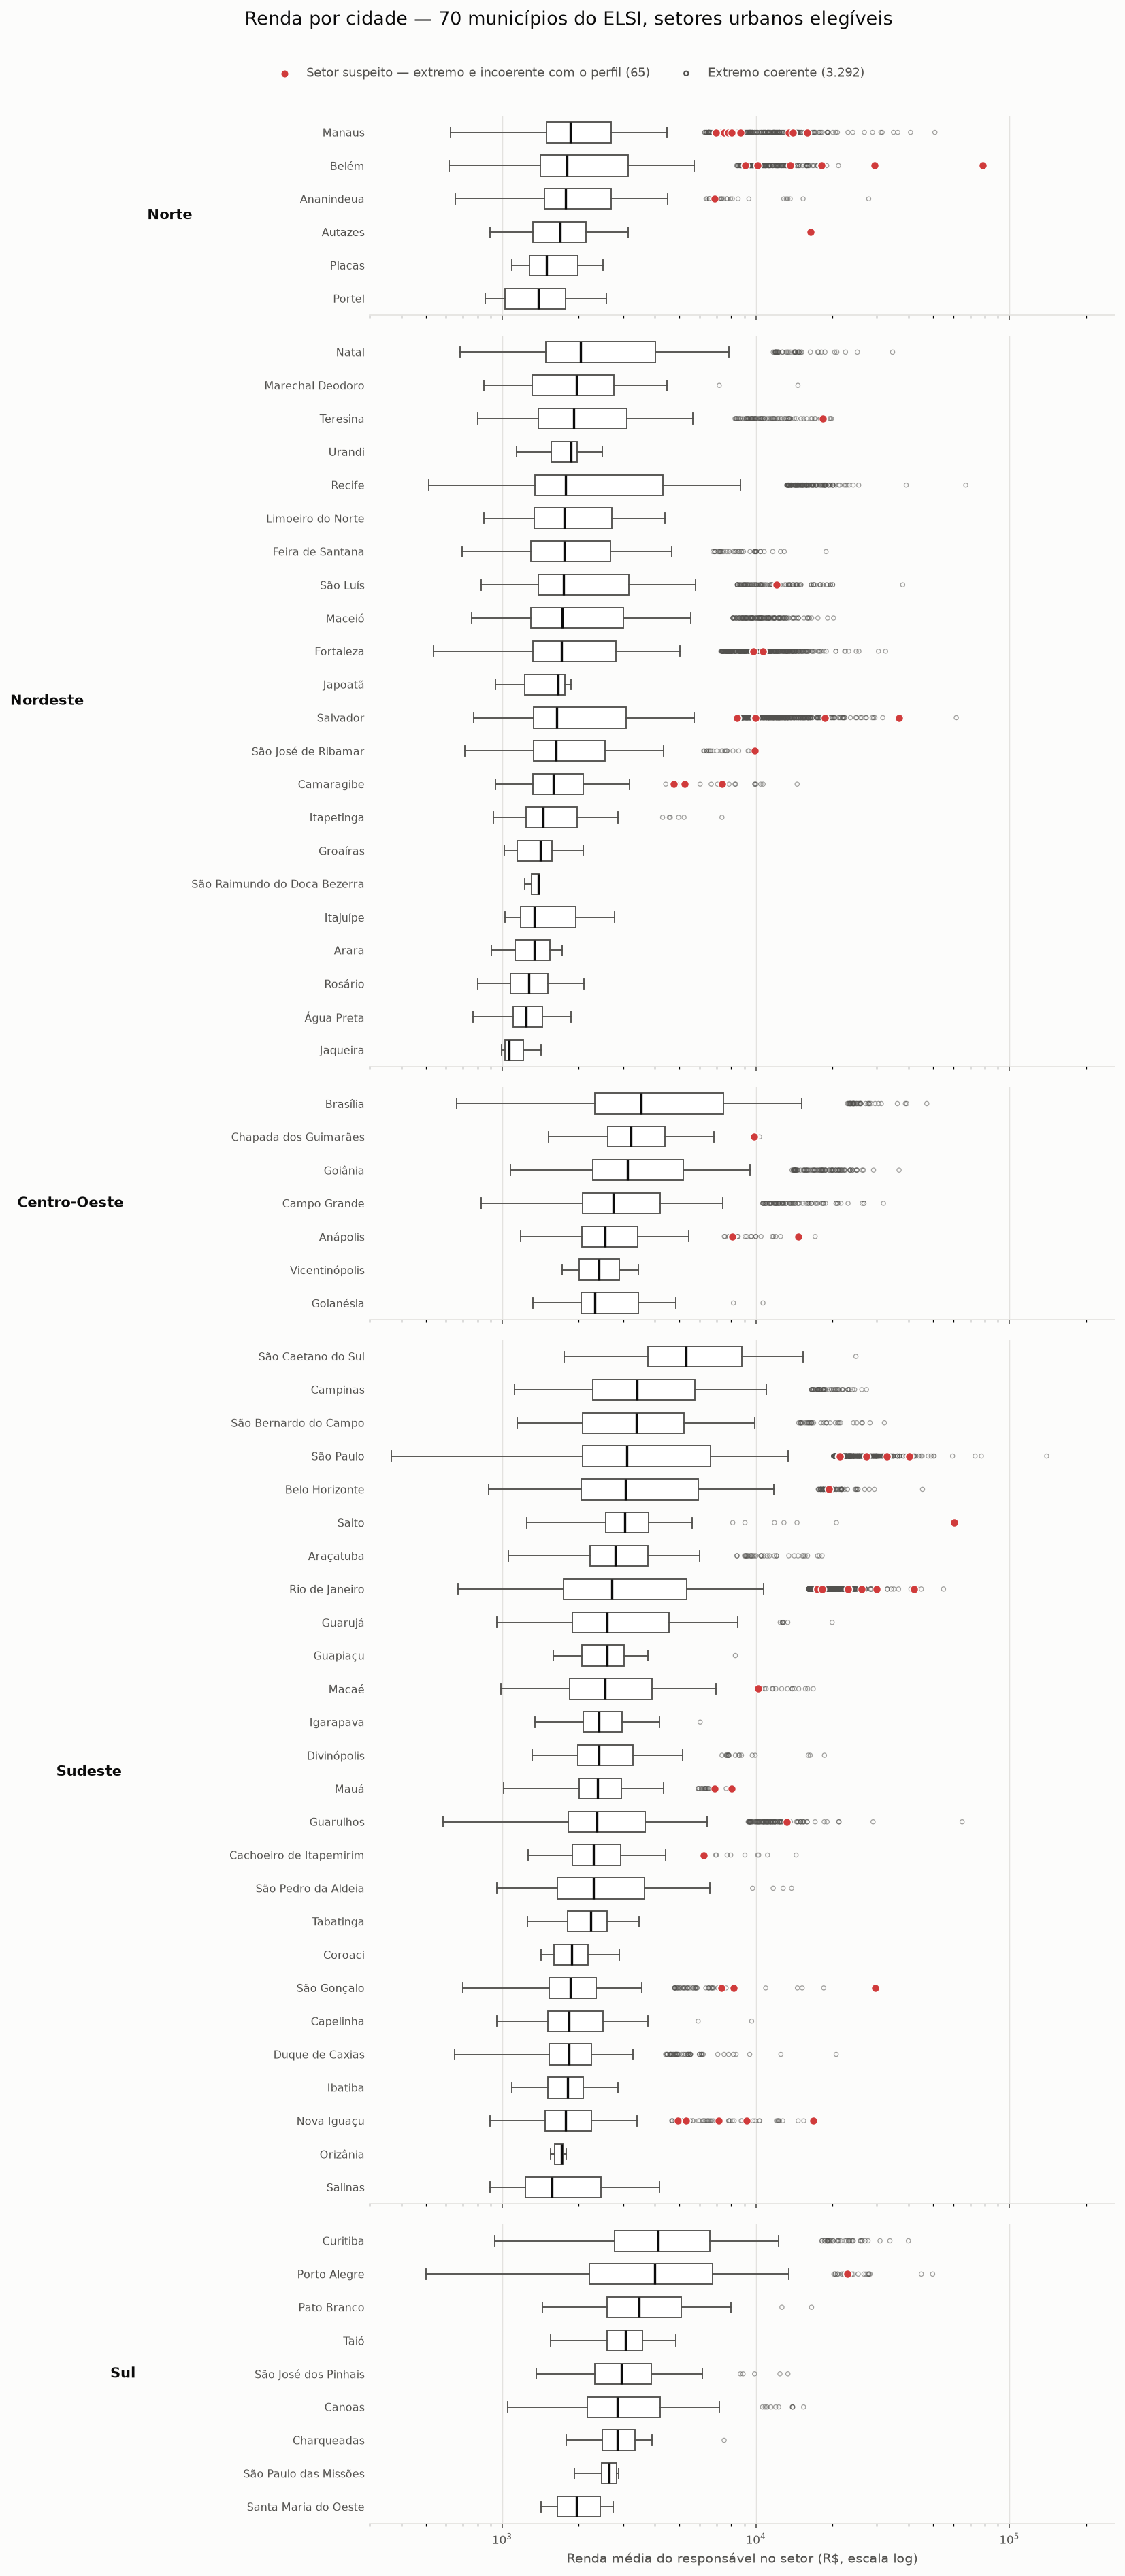 Renda por cidade — 70 municípios do ELSI, setores urbanos elegíveis
Setor suspeito — extremo e incoerente com o perfil (65)
Extremo coerente (3.292)
Norte
Manaus
Belém
Ananindeua
Autazes
Placas
Portel
Nordeste
Natal
Marechal Deodoro
Teresina
Urandi
Recife
Limoeiro do Norte
Feira de Santana
São Luís
Maceió
Fortaleza
Japoatã
Salvador
São José de Ribamar
Camaragibe
Itapetinga
Groaíras
São Raimundo do Doca Bezerra
Itajuípe
Arara
Rosário
Água Preta
Jaqueira
Centro-Oeste
Brasília
Chapada dos Guimarães
Goiânia
Campo Grande
Anápolis
Vicentinópolis
Goianésia
Sudeste
São Caetano do Sul
Campinas
São Bernardo do Campo
São Paulo
Belo Horizonte
Salto
Araçatuba
Rio de Janeiro
Guarujá
Guapiaçu
Macaé
Igarapava
Divinópolis
Mauá
Guarulhos
Cachoeiro de Itapemirim
São Pedro da Aldeia
Tabatinga
Coroaci
São Gonçalo
Capelinha
Duque de Caxias
Ibatiba
Nova Iguaçu
Orizânia
Salinas
Sul
Curitiba
Porto Alegre
Pato Branco
Taió
São José dos Pinhais
Canoas
Charqueadas
São Paulo das Missões
Santa Maria do Oeste
10³
10⁴
10⁵
Renda média do responsável no setor (R$, escala log)